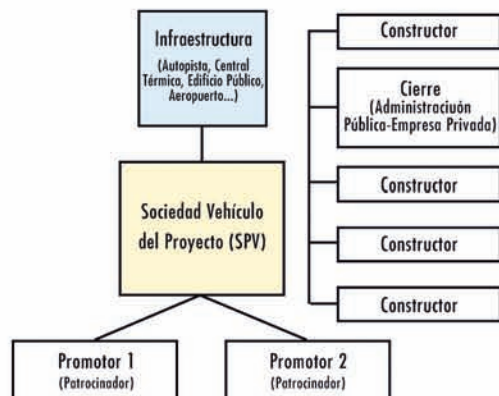 Infraestructura
(Autopista, Central
Térmica, Edificio Público,
Aeropuerto...)
Sociedad Vehículo
del Proyecto (SPV)
Promotor 1
(Patrocinador)
Promotor 2
(Patrocinador)
Constructor
Cierre
(Administraciuón
Pública-Empresa Privada)
Constructor
Constructor
Constructor